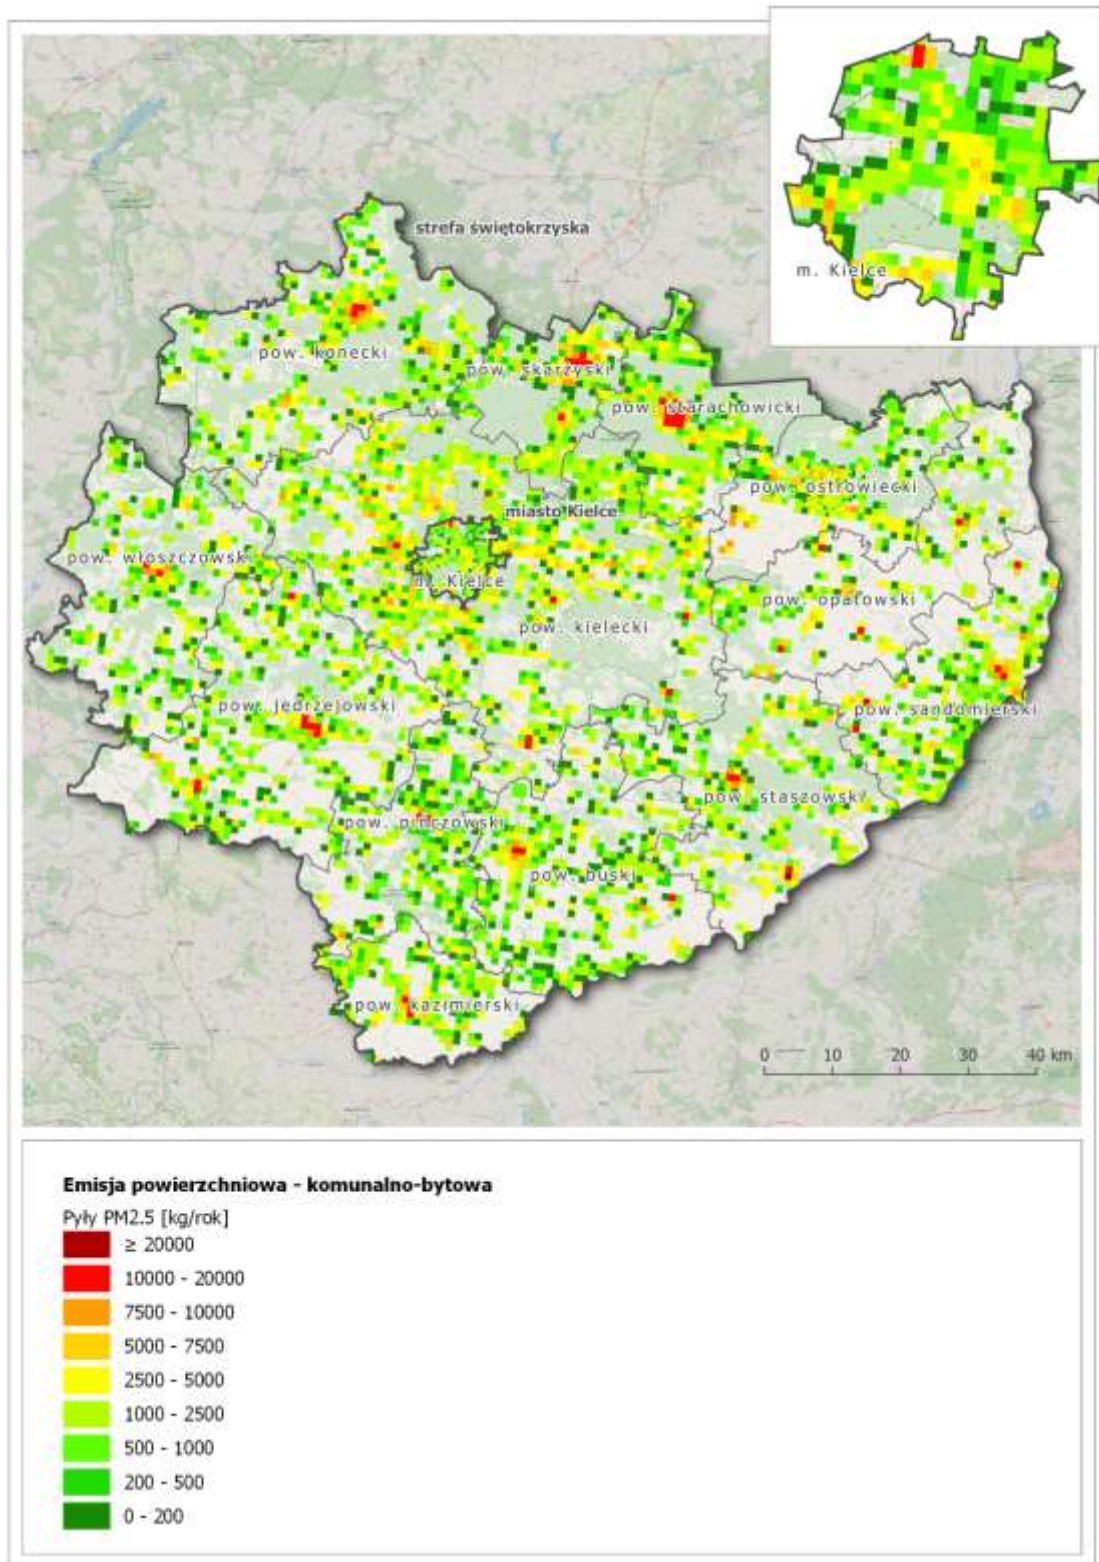 strefa świętokrzyska
m. Kielce
pow. konecki
pow. skarżyski
pow. starachowicki
pow. ostrowiecki
miasto Kielce
pow. włoszczowski
m. Kielce
pow. opatowski
pow. kielecki
pow. jędrzejowski
pow. sandomierski
pow. staszowski
pow. pińczowski
pow. buski
pow. kazimierski
0 10 20 30 40 km
Emisja powierzchniowa - komunalno-bytowa
Pyły PM2.5 [kg/rok]
≥ 20000
10000 - 20000
7500 - 10000
5000 - 7500
2500 - 5000
1000 - 2500
500 - 1000
200 - 500
0 - 200